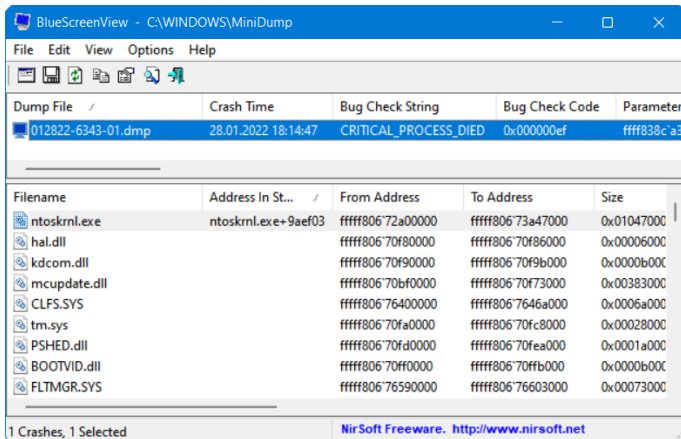 BlueScreenView - C:\WINDOWS\MiniDump
File Edit View Options Help
Dump File / Crash Time Bug Check String Bug Check Code Parameter
012822-6343-01.dmp 28.01.2022 18:14:47 CRITICAL_PROCESS_DIED 0x000000ef ffff838c`a3
Filename Address In St... / From Address To Address Size
ntoskrnl.exe ntoskrnl.exe+9aef03 fffff806`72a00000 fffff806`73a47000 0x01047000
hal.dll fffff806`70f80000 fffff806`70f86000 0x00006000
kdcom.dll fffff806`70f90000 fffff806`70f9b000 0x0000b000
mcupdate.dll fffff806`70bf0000 fffff806`70f73000 0x00383000
CLFS.SYS fffff806`76400000 fffff806`7646a000 0x0006a000
tm.sys fffff806`70fa0000 fffff806`70fc8000 0x00028000
PSHED.dll fffff806`70fd0000 fffff806`70fea000 0x0001a000
BOOTVID.dll fffff806`70ff0000 fffff806`70ffb000 0x0000b000
FLTMGR.SYS fffff806`76590000 fffff806`76603000 0x00073000
1 Crashes, 1 Selected NirSoft Freeware. http://www.nirsoft.net